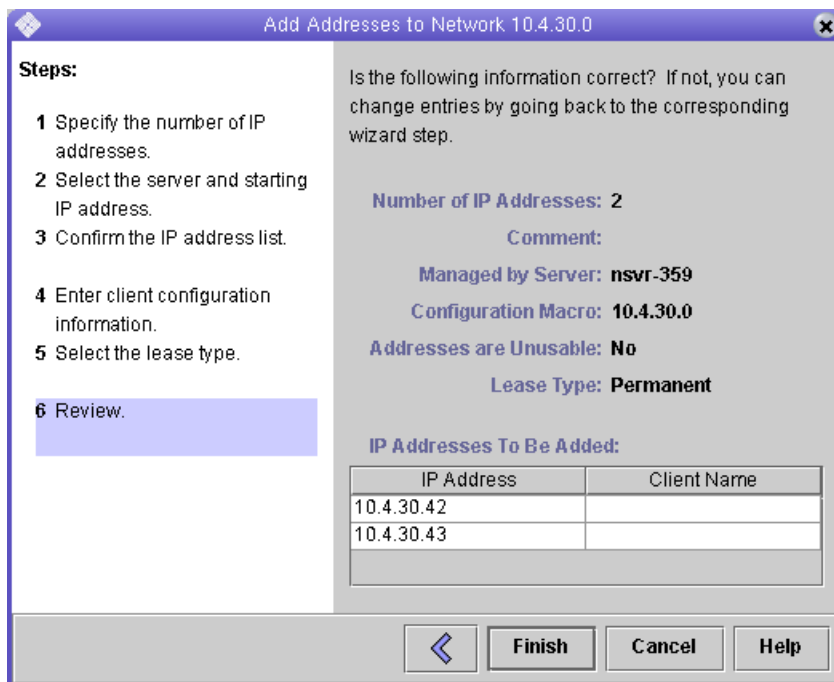 Add Addresses to Network 10.4.30.0
Steps:
1 Specify the number of IP
addresses.
2 Select the server and starting
IP address.
3 Confirm the IP address list.
4 Enter client configuration
information.
5 Select the lease type.
6 Review.
Is the following information correct? If not, you can
change entries by going back to the corresponding
wizard step.
Number of IP Addresses: 2
Comment:
Managed by Server: nsvr-359
Configuration Macro: 10.4.30.0
Addresses are Unusable: No
Lease Type: Permanent
IP Addresses To Be Added:
IP Address Client Name
10.4.30.42
10.4.30.43
Finish Cancel Help